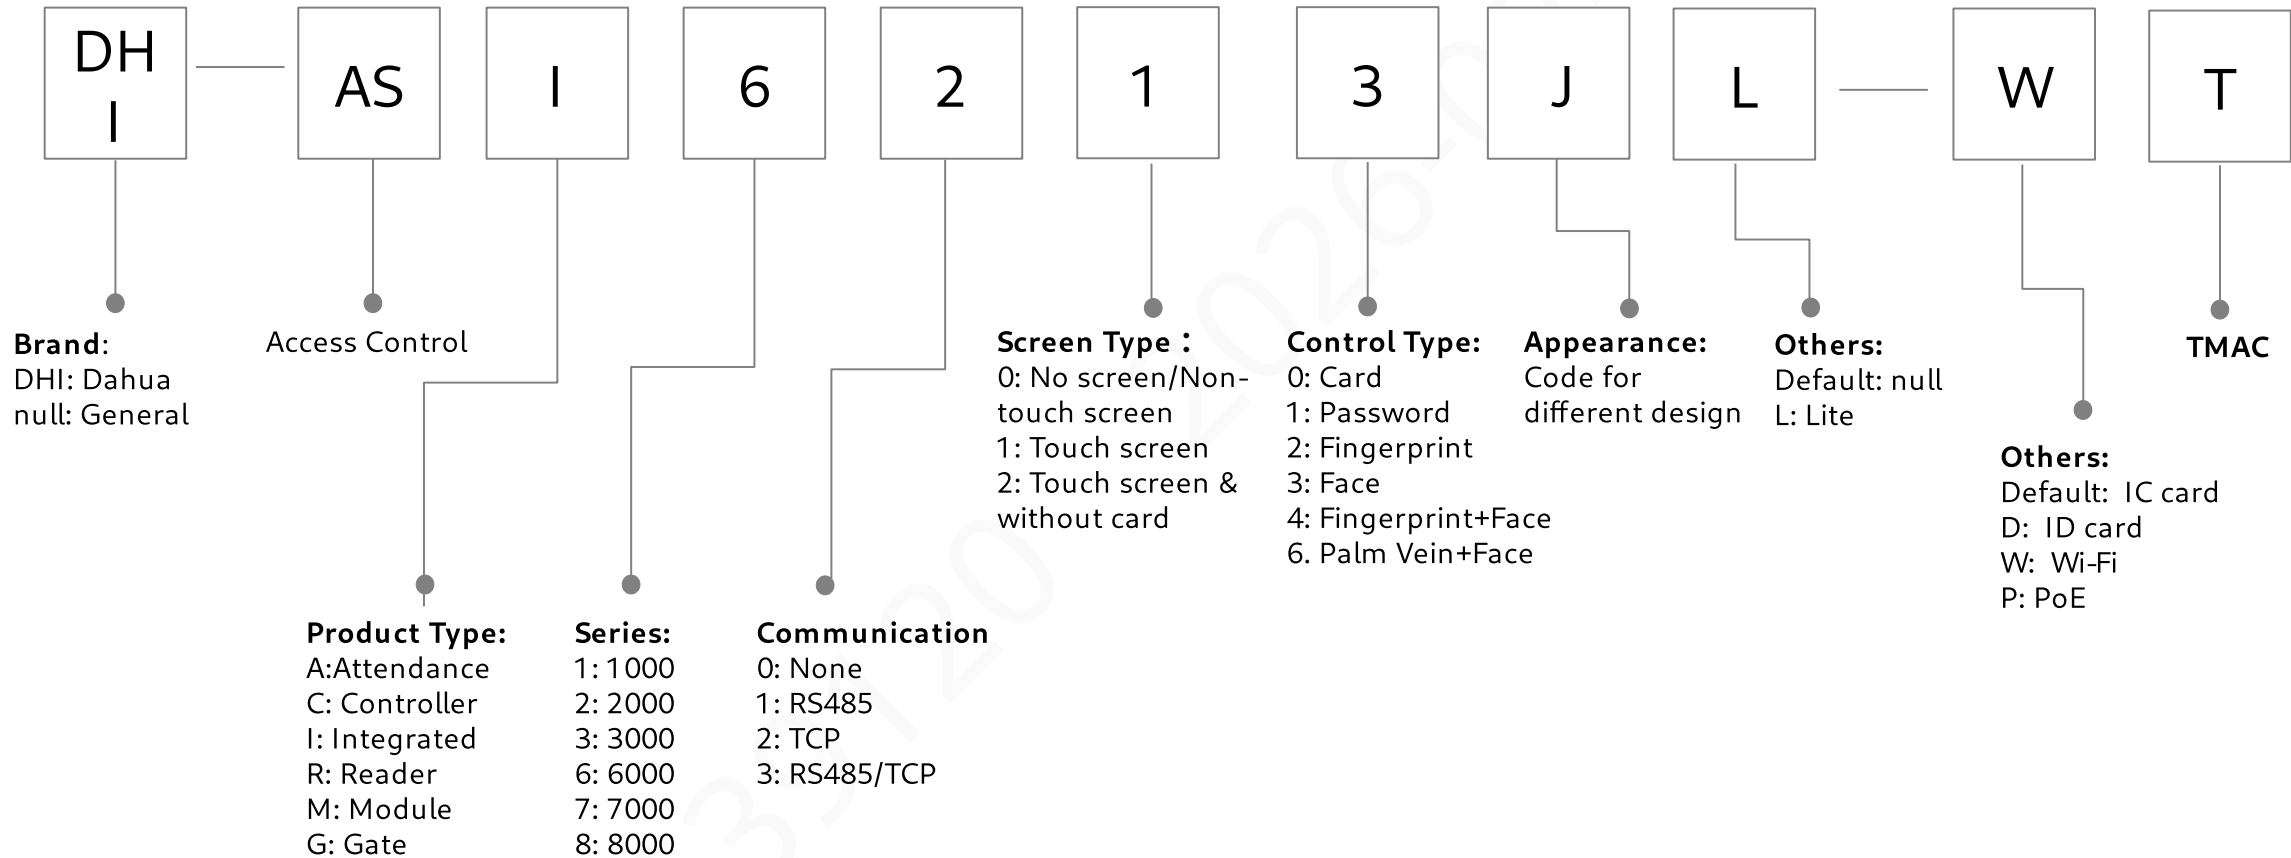 DH
I
AS
I
6
2
1
3
J
L
W
T
Brand:
DHI: Dahua
null: General
Access Control
Product Type:
A:Attendance
C: Controller
I: Integrated
R: Reader
M: Module
G: Gate
Series:
1: 1000
2: 2000
3: 3000
6: 6000
7: 7000
8: 8000
Communication
0: None
1: RS485
2: TCP
3: RS485/TCP
Screen Type：
0: No screen/Non-
touch screen
1: Touch screen
2: Touch screen &
without card
Control Type:
0: Card
1: Password
2: Fingerprint
3: Face
4: Fingerprint+Face
6. Palm Vein+Face
Appearance:
Code for
different design
Others:
Default: null
L: Lite
Others:
Default:  IC card
D:  ID card
W:  Wi-Fi
P: PoE
TMAC